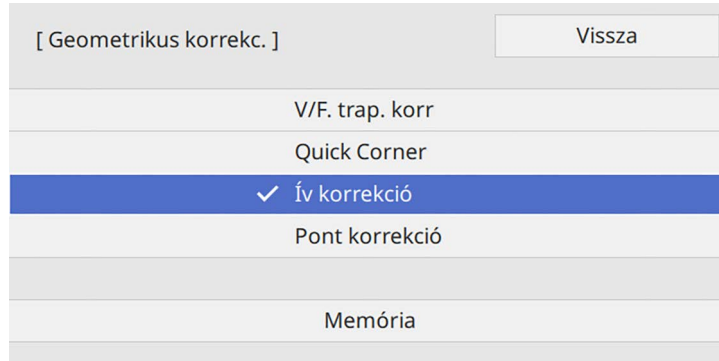 [ Geometrikus korrekc. ]
Vissza
V/F. trap. korr
Quick Corner
Ív korrekció
Pont korrekció
Memória